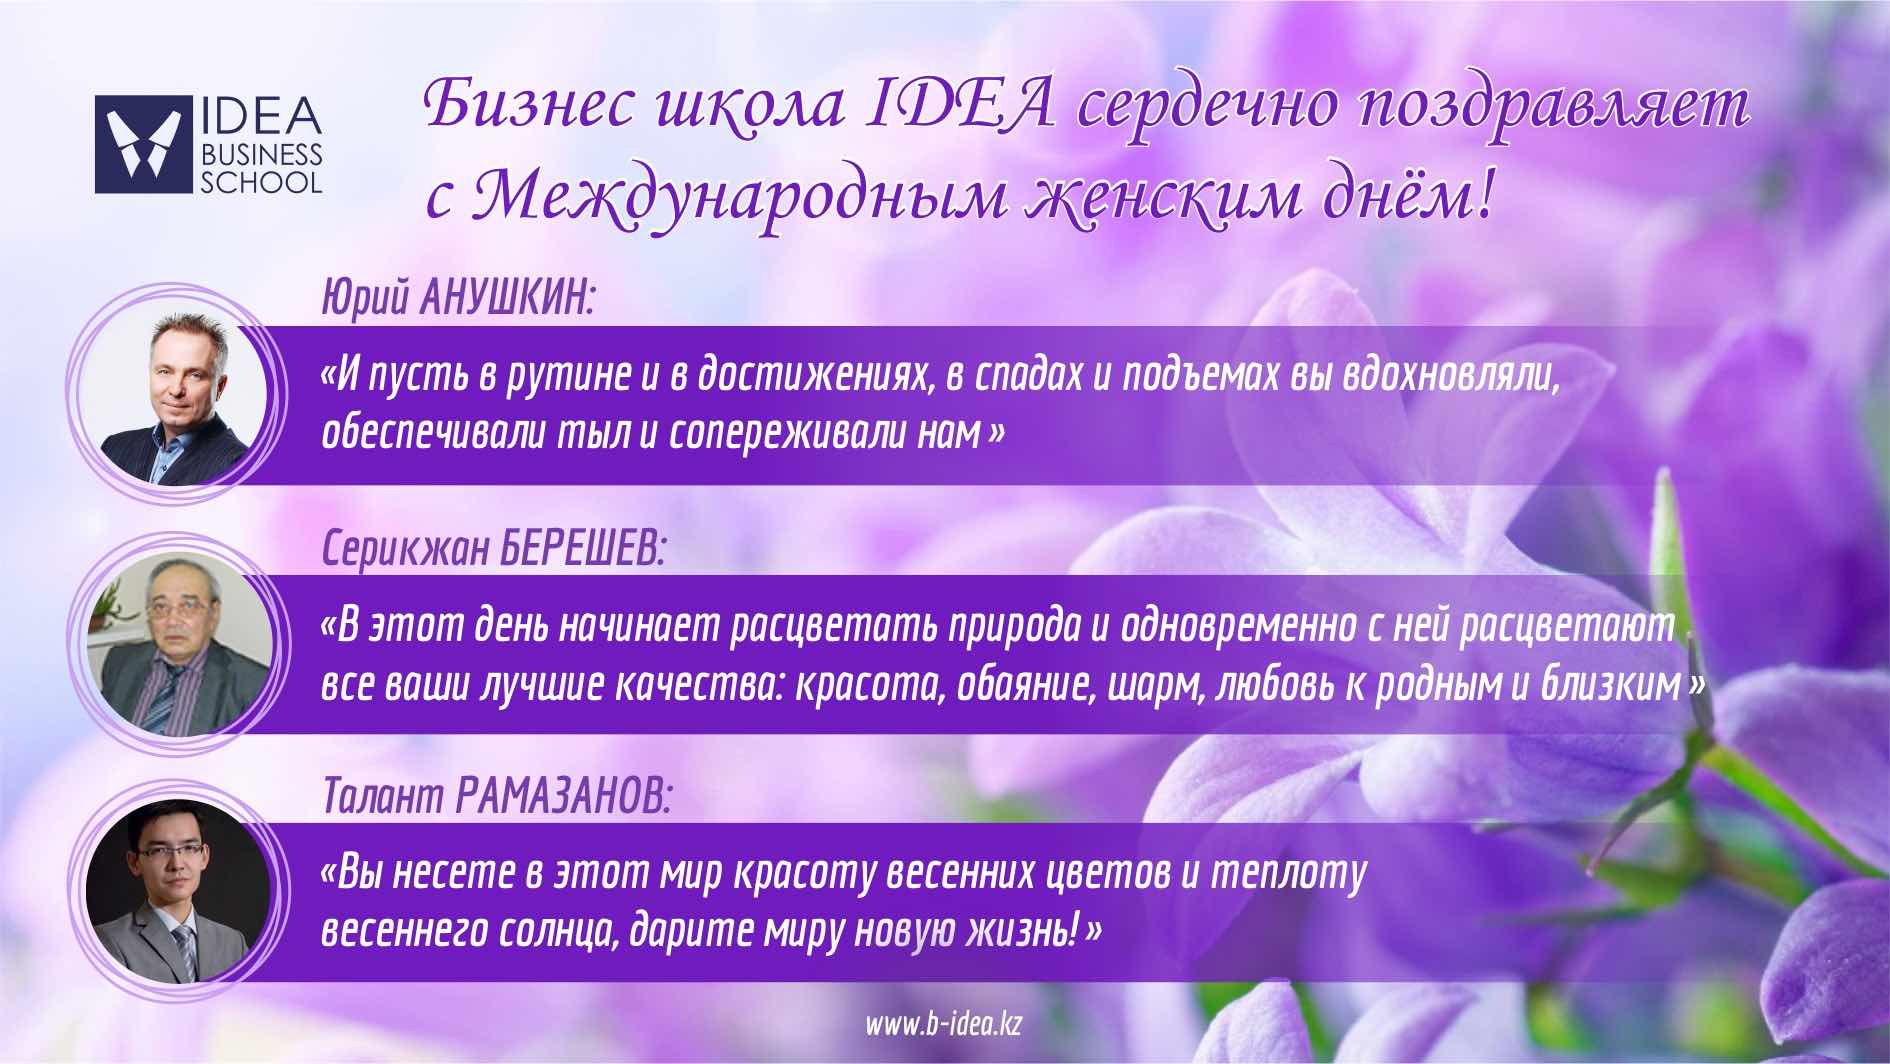 IDEA
BUSINESS
SCHOOL
Бизнес школа IDEA сердечно поздравляет
с Международным женским днём!
Юрий АНУШКИН:
«И пусть в рутине и в достижениях, в спадах и подъемах вы вдохновляли,
обеспечивали тыл и сопереживали нам »
Серикжан БЕРЕШЕВ:
«В этот день начинает расцветать природа и одновременно с ней расцветают
все ваши лучшие качества: красота, обаяние, шарм, любовь к родным и близким »
Талант РАМАЗАНОВ:
«Вы несете в этот мир красоту весенних цветов и теплоту
весеннего солнца, дарите миру новую жизнь! »
www.b-idea.kz